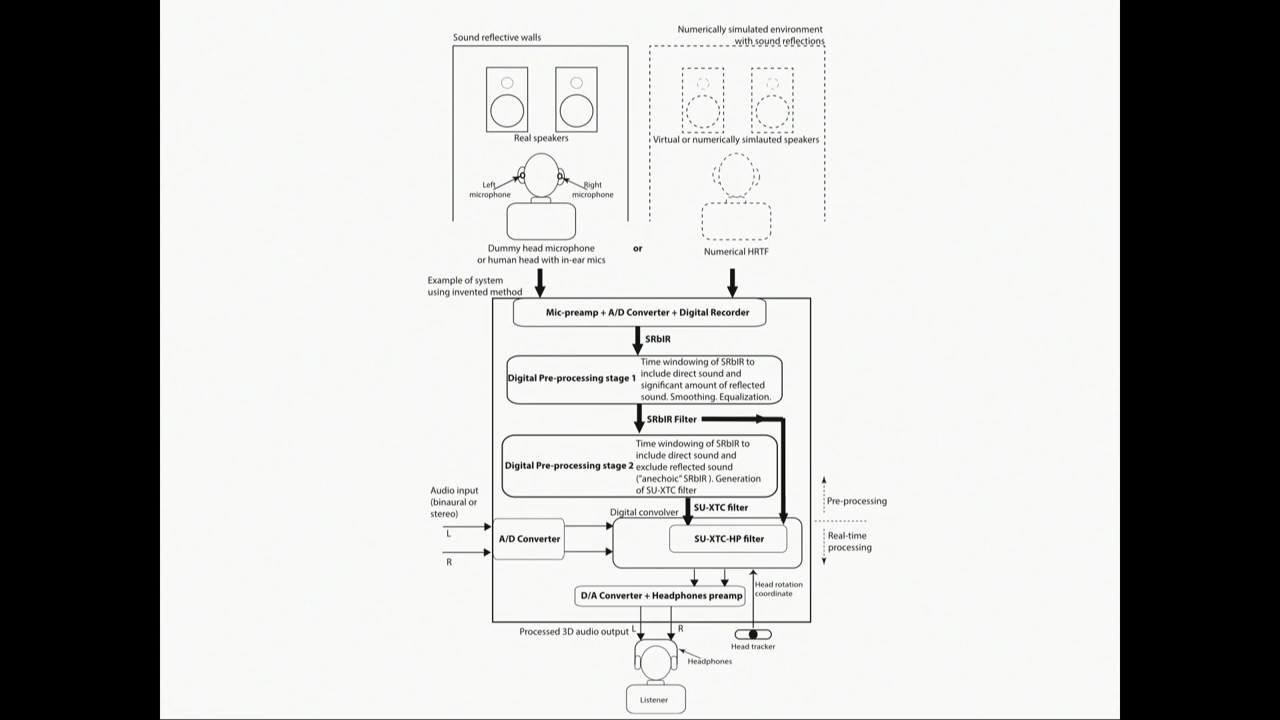 Sound reflective walls
Numerically simulated environment
with sound reflections
Real speakers
Virtual or numerically simlauted speakers
Left
microphone
Right
microphone
Dummy head microphone
or human head with in-ear mics
or
Numerical HRTF
Example of system
using invented method
Mic-preamp + A/D Converter + Digital Recorder
SRbIR
Digital Pre-processing stage 1
Time windowing of SRbIR to
include direct sound and
significant amount of reflected
sound. Smoothing. Equalization.
SRbIR Filter
Digital Pre-processing stage 2
Time windowing of SRbIR to
include direct sound and
exclude reflected sound
("anechoic" SRbIR ). Generation
of SU-XTC filter
SU-XTC filter
Audio input
(binaural or
stereo)
L
R
A/D Converter
Digital convolver
SU-XTC-HP filter
Pre-processing
Real-time
processing
D/A Converter + Headphones preamp
Head rotation
coordinate
Processed 3D audio output
L
R
Head tracker
Headphones
Listener